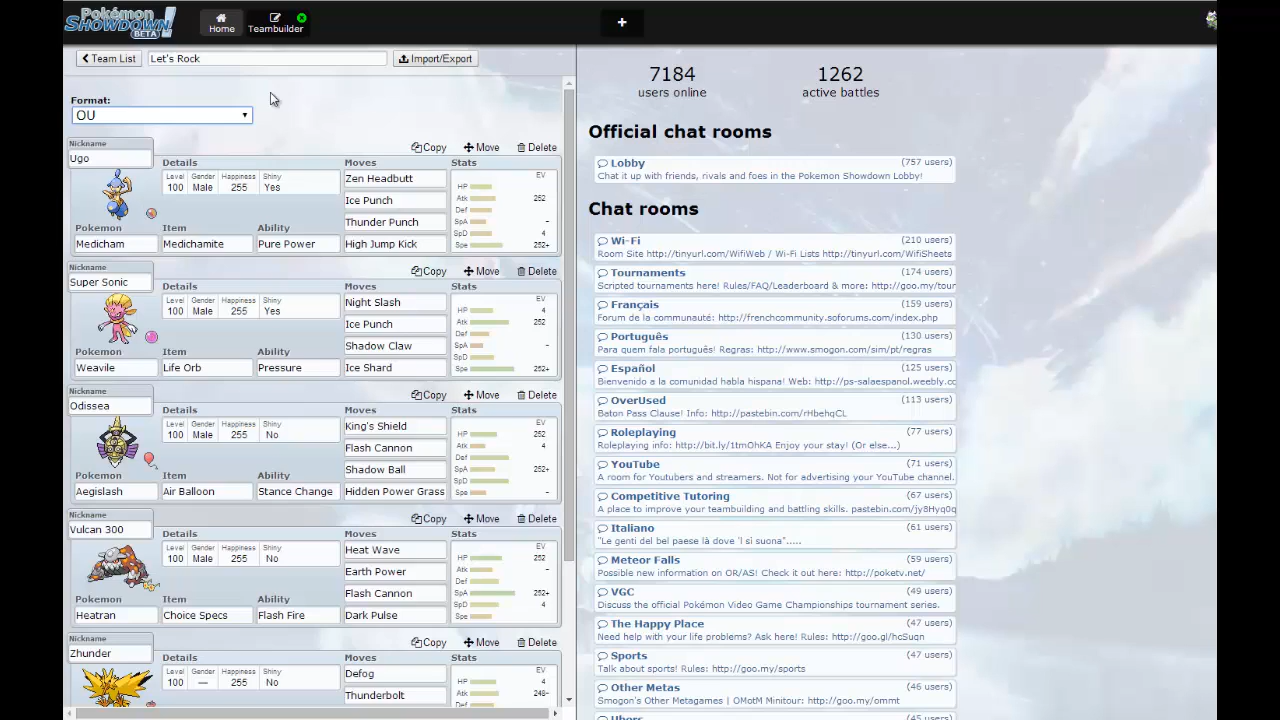 Pokémon
SHOWDOWN!
BETA
Home
Teambuilder
+
Team List
Let's Rock
Import/Export
Format:
OU
Nickname
Ugo
Copy
Move
Delete
Details
Level Gender Happiness Shiny
100 Male 255 Yes
Moves
Zen Headbutt
Ice Punch
Thunder Punch
High Jump Kick
Stats
EV
HP
Atk 252
Def
SpA -
SpD 4
Spe 252+
Pokemon Item Ability
Medicham Medichamite Pure Power
Nickname
Super Sonic
Copy
Move
Delete
Details
Level Gender Happiness Shiny
100 Male 255 Yes
Moves
Night Slash
Ice Punch
Shadow Claw
Ice Shard
Stats
EV
HP 4
Atk 252
Def
SpA -
SpD
Spe 252+
Pokemon Item Ability
Weavile Life Orb Pressure
Nickname
Odissea
Copy
Move
Delete
Details
Level Gender Happiness Shiny
100 Male 255 No
Moves
King's Shield
Flash Cannon
Shadow Ball
Hidden Power Grass
Stats
EV
HP 252
Atk 4
Def
SpA 252+
SpD
Spe -
Pokemon Item Ability
Aegislash Air Balloon Stance Change
Nickname
Vulcan 300
Copy
Move
Delete
Details
Level Gender Happiness Shiny
100 Male 255 No
Moves
Heat Wave
Earth Power
Flash Cannon
Dark Pulse
Stats
EV
HP 252
Atk -
Def
SpA 252+
SpD 4
Spe
Pokemon Item Ability
Heatran Choice Specs Flash Fire
Nickname
Zhunder
Copy
Move
Delete
Details
Level Gender Happiness Shiny
100 — 255 No
Moves
Defog
Thunderbolt
Stats
EV
HP 4
Atk 248-
Def
7184
users online
1262
active battles
Official chat rooms
Lobby (757 users)
Chat it up with friends, rivals and foes in the Pokemon Showdown Lobby!
Chat rooms
Wi-Fi (210 users)
Room Site http://tinyurl.com/WifiWeb / Wi-Fi Lists http://tinyurl.com/WifiSheets
Tournaments (174 users)
Scripted tournaments here! Rules/FAQ/Leaderboard & more: http://goo.my/tour
Français (159 users)
Forum de la communauté: http://frenchcommunity.soforums.com/index.php
Português (130 users)
Para quem fala português! Regras: http://www.smogon.com/sim/pt/regras
Español (125 users)
Bienvenido a la comunidad habla hispana! Web: http://ps-salaespanol.weebly.cc
OverUsed (113 users)
Baton Pass Clause! Info: http://pastebin.com/rHbehqCL
Roleplaying (77 users)
Roleplaying info: http://bit.ly/1tmOhKA Enjoy your stay! (Or else...)
YouTube (71 users)
A room for Youtubers and streamers. Not for advertising your YouTube channel.
Competitive Tutoring (67 users)
A place to improve your teambuilding and battling skills. pastebin.com/jy8Hyq0q
Italiano (61 users)
"Le genti del bel paese là dove 'l sì suona".....
Meteor Falls (59 users)
Possible new information on OR/AS! Check it out here: http://poketv.net/
VGC (49 users)
Discuss the official Pokémon Video Game Championships tournament series.
The Happy Place (47 users)
Need help with your life problems? Ask here! Rules: http://goo.gl/hcSuqn
Sports (47 users)
Talk about sports! Rules: http://goo.my/sports
Other Metas (46 users)
Smogon's Other Metagames | OMotM Minitour: http://goo.my/ommt
Ubers (45 users)